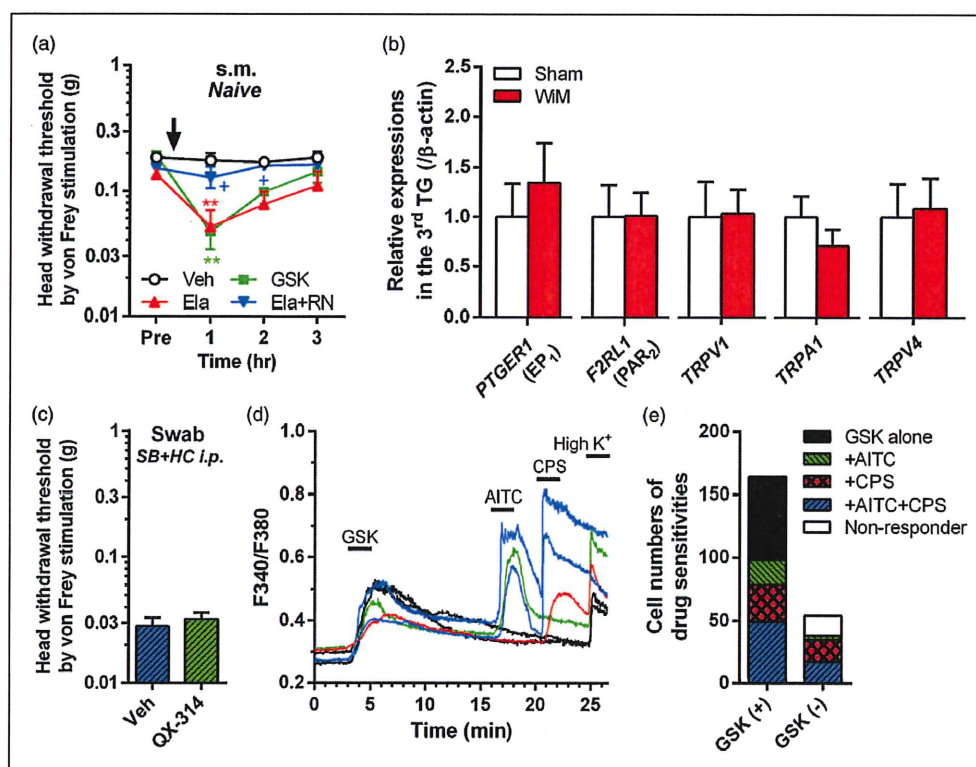 (a)
s.m.
Naive
Head withdrawal threshold
by von Frey stimulation (g)
1
0.3
0.1
0.03
0.01
+
+
**
**
Veh
GSK
Ela
Ela+RN
Pre
1
2
3
Time (hr)
(b)
Sham
WiM
Relative expressions
in the 3rd TG (/β-actin)
2.5
2.0
1.5
1.0
0.5
0.0
PTGER1
(EP1)
F2RL1
(PAR2)
TRPV1
TRPA1
TRPV4
(c)
Swab
SB+HC i.p.
Head withdrawal threshold
by von Frey stimulation (g)
1
0.3
0.1
0.03
0.01
Veh
QX-314
(d)
F340/F380
1.0
0.8
0.6
0.4
0.2
GSK
AITC
CPS
High K+
0
5
10
15
20
25
Time (min)
(e)
Cell numbers of
drug sensitivities
200
150
100
50
0
GSK alone
+AITC
+CPS
+AITC+CPS
Non-responder
GSK (+)
GSK (-)